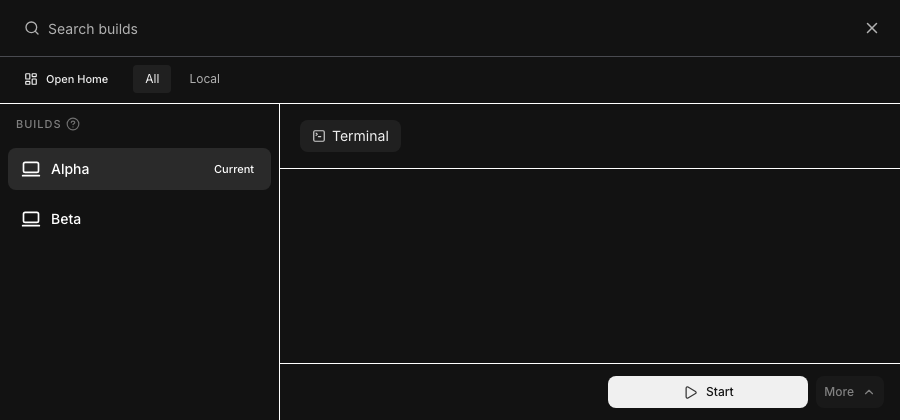 Search builds
Open Home
All
Local
BUILDS
Terminal
Alpha
Current
Beta
Start
More